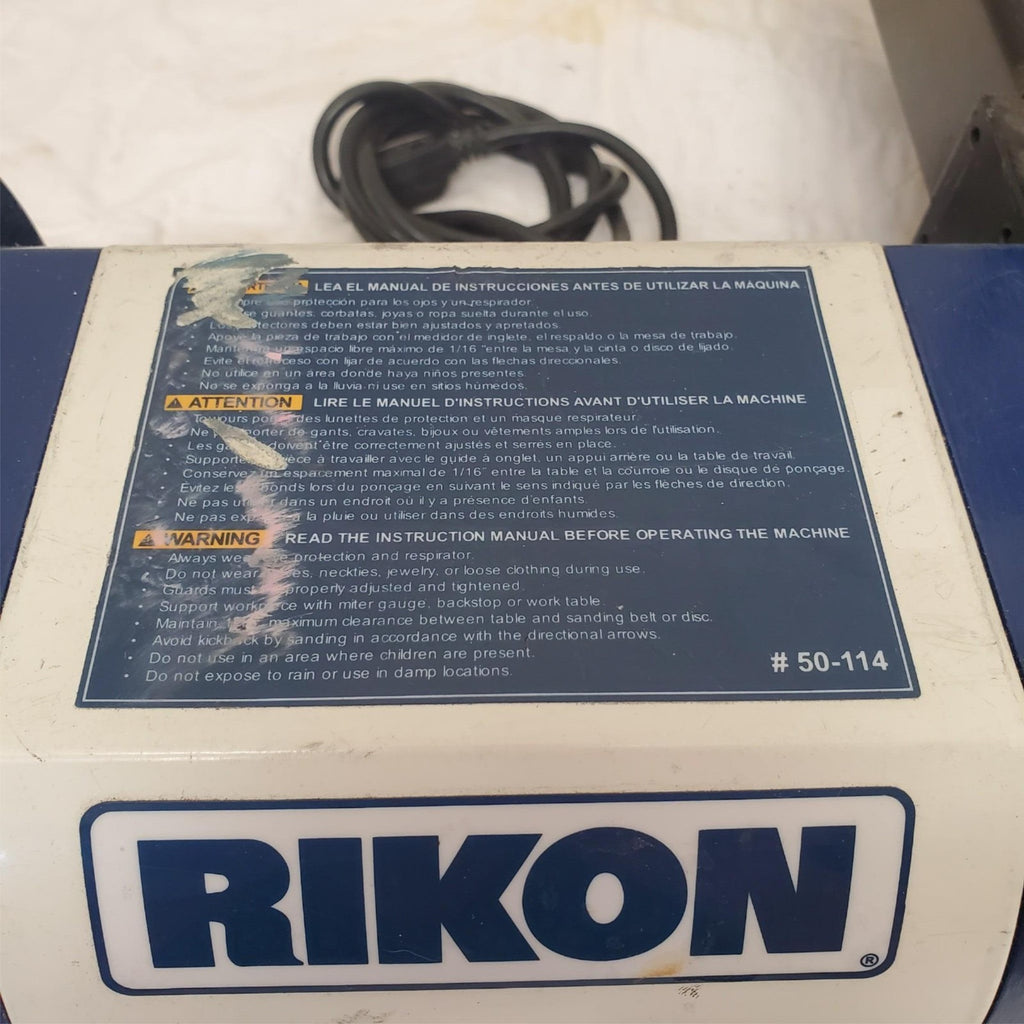 LEA EL MANUAL DE INSTRUCCIONES ANTES DE UTILIZAR LA MÁQUINA
protección para los ojos y un respirador.
guantes, corbatas, joyas o ropa suelta durante el uso.
deben estar bien ajustados y apretados.
• Apoye la pieza de trabajo con el medidor de inglete, el respaldo o la mesa de trabajo.
• un espacio libre máximo de 1/16 "entre la mesa y la cinta o disco de lijado.
• Evite el con lijar de acuerdo con las flechas direccionales.
• No utilice en un área donde haya niños presentes.
• No se exponga a la lluvia ni use en sitios húmedos.
⚠ ATTENTION LIRE LE MANUEL D'INSTRUCTIONS AVANT D'UTILISER LA MACHINE
• des lunettes de protection et un masque respirateur.
• Ne de gants, cravates, bijoux ou vêtements amples lors de l'utilisation.
• Les doivent être correctement ajustés et serrés en place.
• à travailler avec le guide à onglet, un appui arrière ou la table de travail.
• espacement maximal de 1/16" entre la table et la courroie ou le disque de ponçage.
• Évitez lors du ponçage en suivant le sens indiqué par les flèches de direction.
• Ne pas dans un endroit où il y a présence d'enfants.
• Ne pas la pluie ou utiliser dans des endroits humides.
⚠ WARNING READ THE INSTRUCTION MANUAL BEFORE OPERATING THE MACHINE
• Always protection and respirator.
• Do not wear neckties, jewelry, or loose clothing during use.
• Guards properly adjusted and tightened.
• Support with miter gauge, backstop or work table.
• Maintain maximum clearance between table and sanding belt or disc.
• Avoid by sanding in accordance with the directional arrows.
• Do not use in an area where children are present.
• Do not expose to rain or use in damp locations.
# 50-114
RIKON®